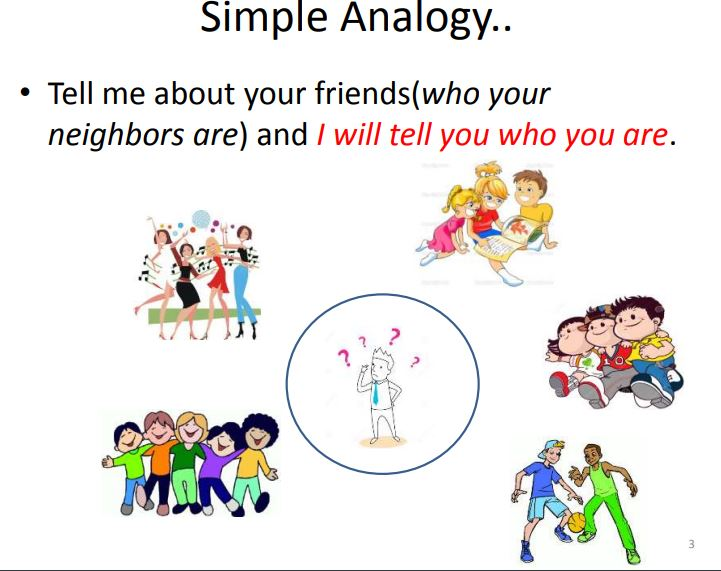 Simple Analogy..
• Tell me about your friends(who your
neighbors are) and I will tell you who you are.
? ? ? ?
3